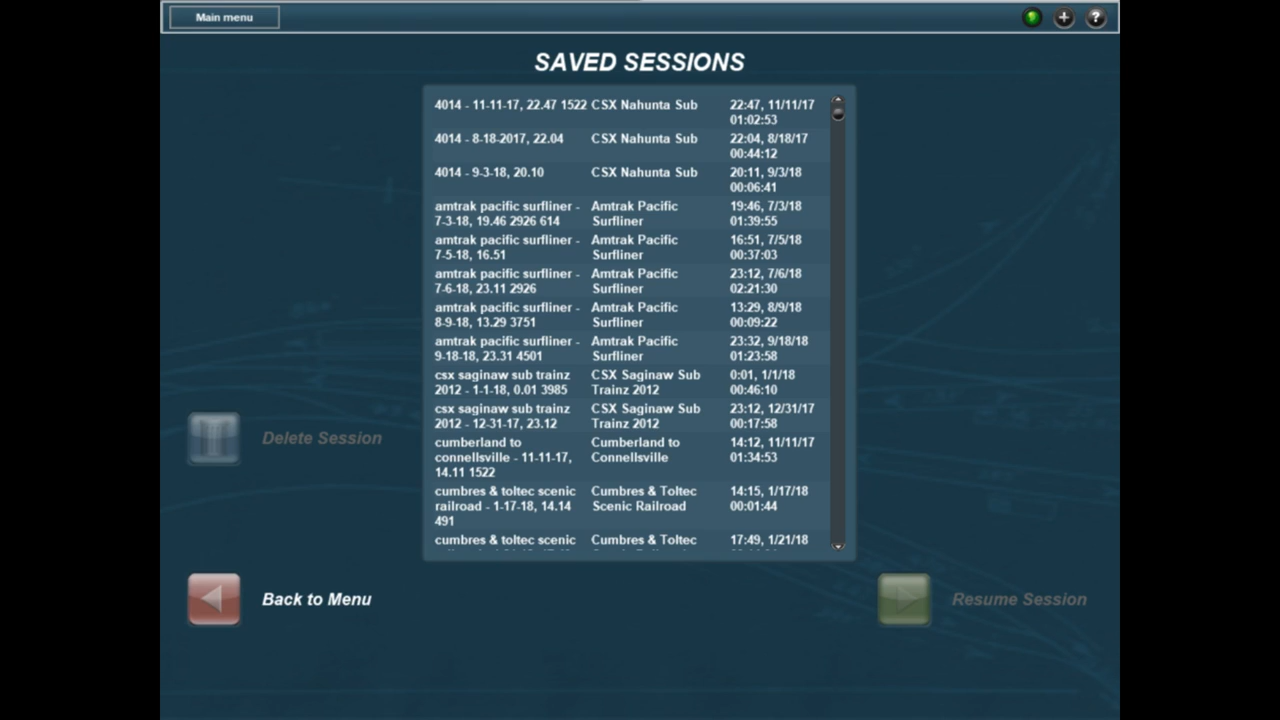 Main menu
?
SAVED SESSIONS
4014 - 11-11-17, 22.47 1522 CSX Nahunta Sub 22:47, 11/11/17
01:02:53
4014 - 8-18-2017, 22.04 CSX Nahunta Sub 22:04, 8/18/17
00:44:12
4014 - 9-3-18, 20.10 CSX Nahunta Sub 20:11, 9/3/18
00:06:41
amtrak pacific surfliner - Amtrak Pacific 19:46, 7/3/18
7-3-18, 19.46 2926 614 Surfliner 01:39:55
amtrak pacific surfliner - Amtrak Pacific 16:51, 7/5/18
7-5-18, 16.51 Surfliner 00:37:03
amtrak pacific surfliner - Amtrak Pacific 23:12, 7/6/18
7-6-18, 23.11 2926 Surfliner 02:21:30
amtrak pacific surfliner - Amtrak Pacific 13:29, 8/9/18
8-9-18, 13.29 3751 Surfliner 00:09:22
amtrak pacific surfliner - Amtrak Pacific 23:32, 9/18/18
9-18-18, 23.31 4501 Surfliner 01:23:58
csx saginaw sub trainz CSX Saginaw Sub 0:01, 1/1/18
2012 - 1-1-18, 0.01 3985 Trainz 2012 00:46:10
csx saginaw sub trainz CSX Saginaw Sub 23:12, 12/31/17
2012 - 12-31-17, 23.12 Trainz 2012 00:17:58
cumberland to Cumberland to 14:12, 11/11/17
connellsville - 11-11-17, Connellsville 01:34:53
14.11 1522
cumbres & toltec scenic Cumbres & Toltec 14:15, 1/17/18
railroad - 1-17-18, 14.14 Scenic Railroad 00:01:44
491
cumbres & toltec scenic Cumbres & Toltec 17:49, 1/21/18
Delete Session
Back to Menu
Resume Session